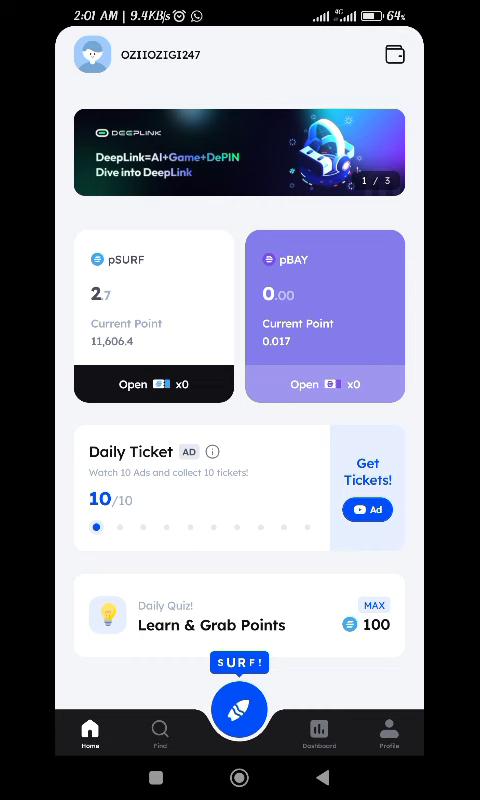 2:01 AM | 9.4KB/s 4G 64%
OZIIOZIGI247
DEEPLINK
DeepLink=AI+Game+DePIN
Dive into DeepLink
1 / 3
pSURF
2.7
Current Point
11,606.4
Open x0
pBAY
0.00
Current Point
0.017
Open x0
Daily Ticket AD
Watch 10 Ads and collect 10 tickets!
10/10
Get
Tickets!
Ad
Daily Quiz!
Learn & Grab Points
MAX
100
SURF!
Home Find Dashboard Profile